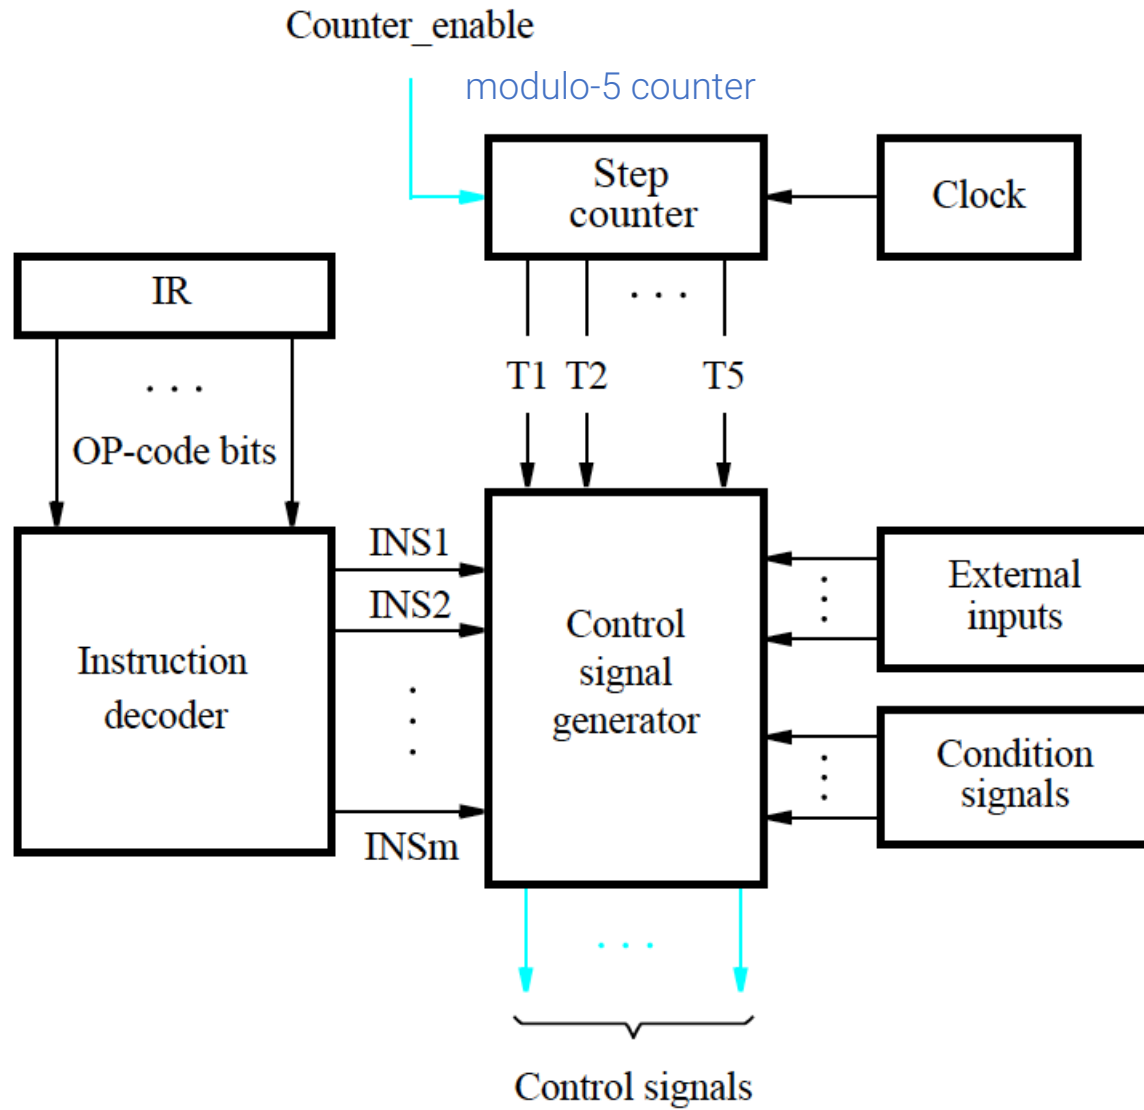 Counter_enable
modulo-5 counter
Step
counter
Clock
IR
. . .
. . .
T1 T2 T5
OP-code bits
INS1
INS2
INSm
Instruction
decoder
Control
signal
generator
External
inputs
Condition
signals
. . .
Control signals